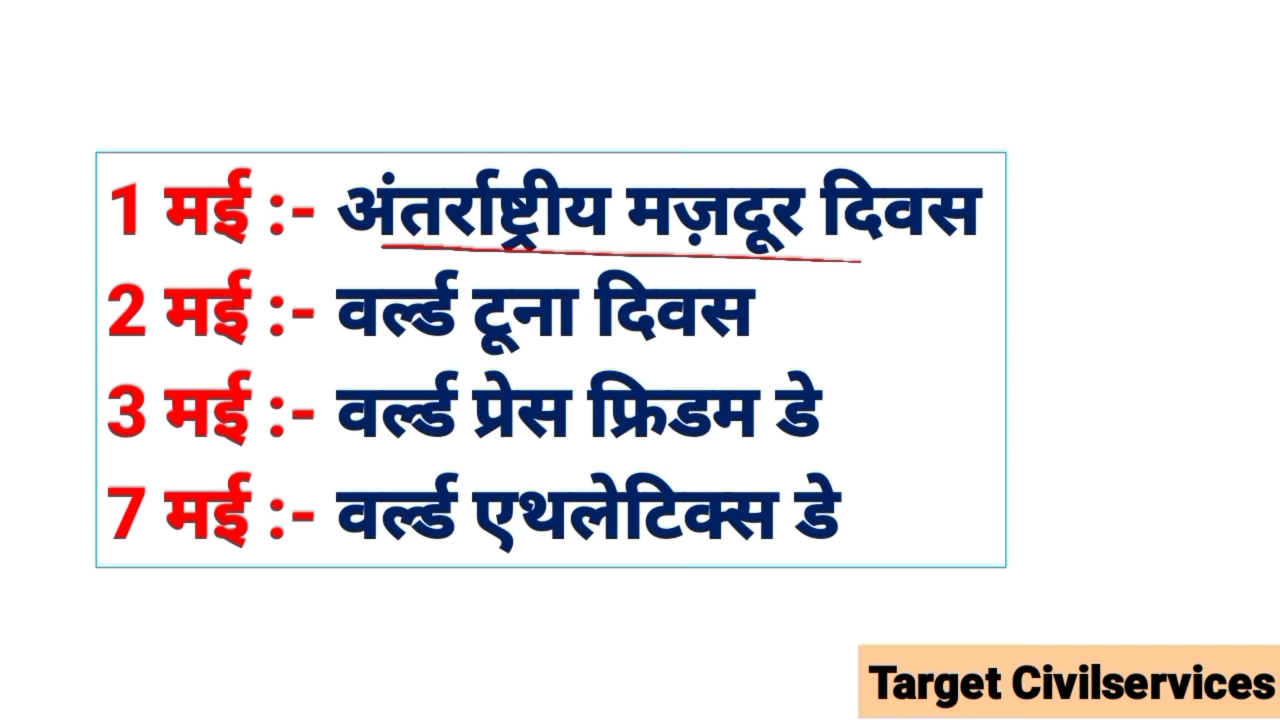 1 मई :- अंतर्राष्ट्रीय मज़दूर दिवस
2 मई :- वर्ल्ड टूना दिवस
3 मई :- वर्ल्ड प्रेस फ्रिडम डे
7 मई :- वर्ल्ड एथलेटिक्स डे
Target Civilservices